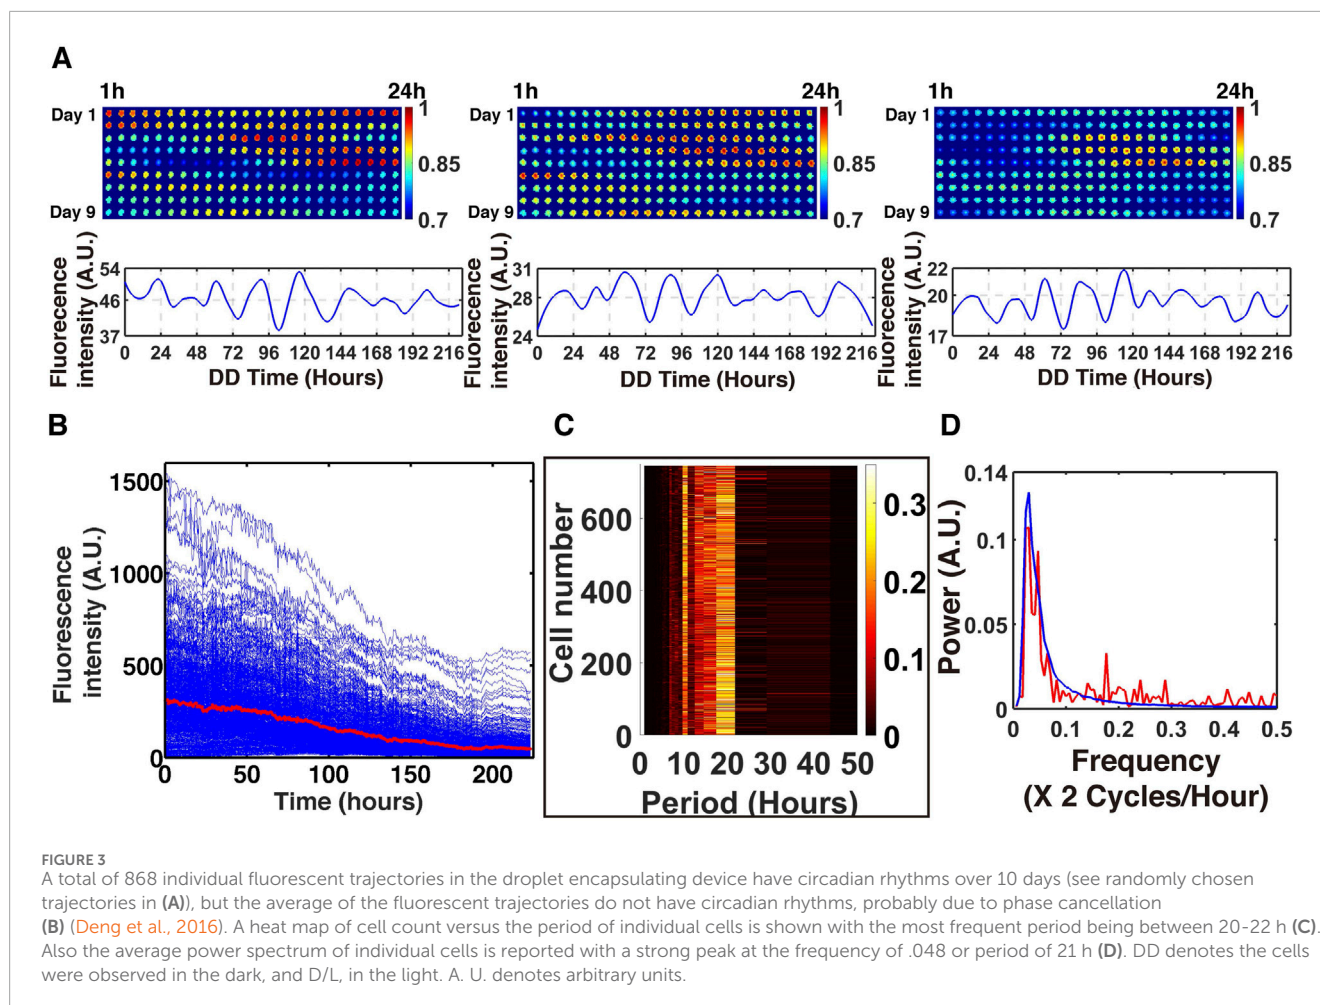 A
1h 24h
Day 1
Day 9
1
0.85
0.7
1h 24h
Day 1
Day 9
1
0.85
0.7
1h 24h
Day 1
Day 9
1
0.85
0.7
Fluorecence
intensity (A.U.)
54
46
37
0 24 48 72 96 120 144 168 192 216
DD Time (Hours)
Fluorecence
intensity (A.U.)
31
28
24
0 24 48 72 96 120 144 168 192 216
DD Time (Hours)
Fluorecence
intensity (A.U.)
22
20
17
0 24 48 72 96 120 144 168 192 216
DD Time (Hours)
B
Fluorescence
intensity (A.U.)
1500
1000
500
0
0 50 100 150 200
Time (hours)
C
Cell number
600
400
200
0
0 10 20 30 40 50
Period (Hours)
0.3
0.2
0.1
0
D
Power (A.U.)
0.14
0.1
0.05
0
0 0.1 0.2 0.3 0.4 0.5
Frequency
(X 2 Cycles/Hour)
FIGURE 3
A total of 868 individual fluorescent trajectories in the droplet encapsulating device have circadian rhythms over 10 days (see randomly chosen
trajectories in (A)), but the average of the fluorescent trajectories do not have circadian rhythms, probably due to phase cancellation
(B) (Deng et al., 2016). A heat map of cell count versus the period of individual cells is shown with the most frequent period being between 20-22 h (C).
Also the average power spectrum of individual cells is reported with a strong peak at the frequency of .048 or period of 21 h (D). DD denotes the cells
were observed in the dark, and D/L, in the light. A. U. denotes arbitrary units.